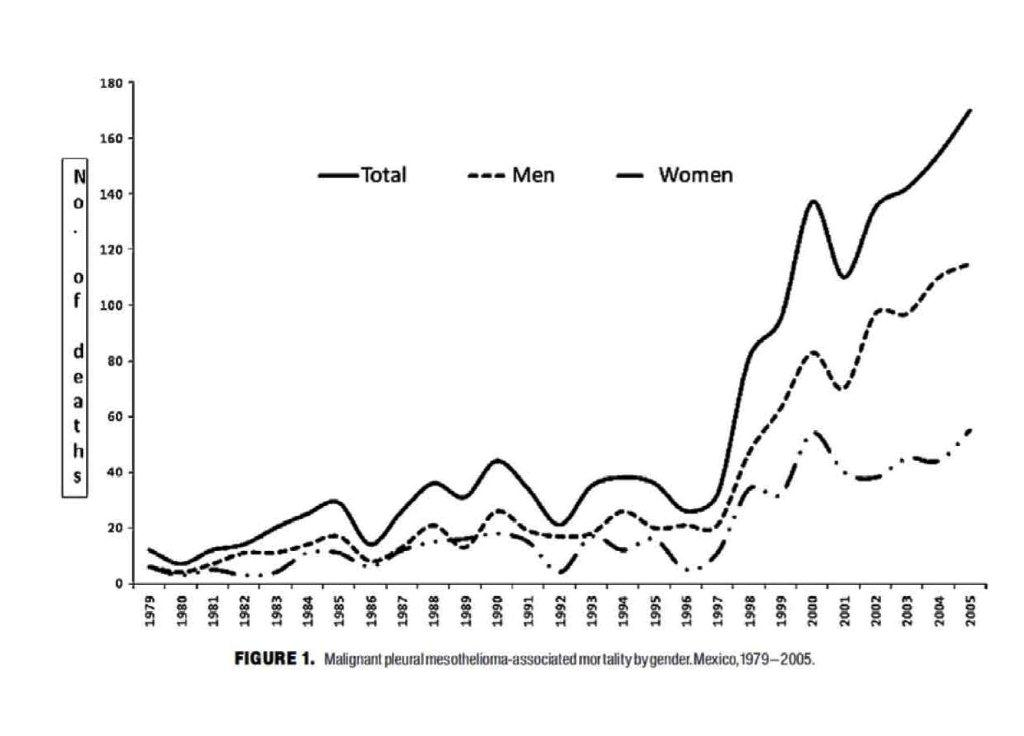 180
160
140
120
100
80
60
40
20
0
No. of deaths
Total Men Women
1979 1980 1981 1982 1983 1984 1985 1986 1987 1988 1989 1990 1991 1992 1993 1994 1995 1996 1997 1998 1999 2000 2001 2002 2003 2004 2005
FIGURE 1. Malignant pleural mesothelioma-associated mortality by gender. Mexico, 1979–2005.